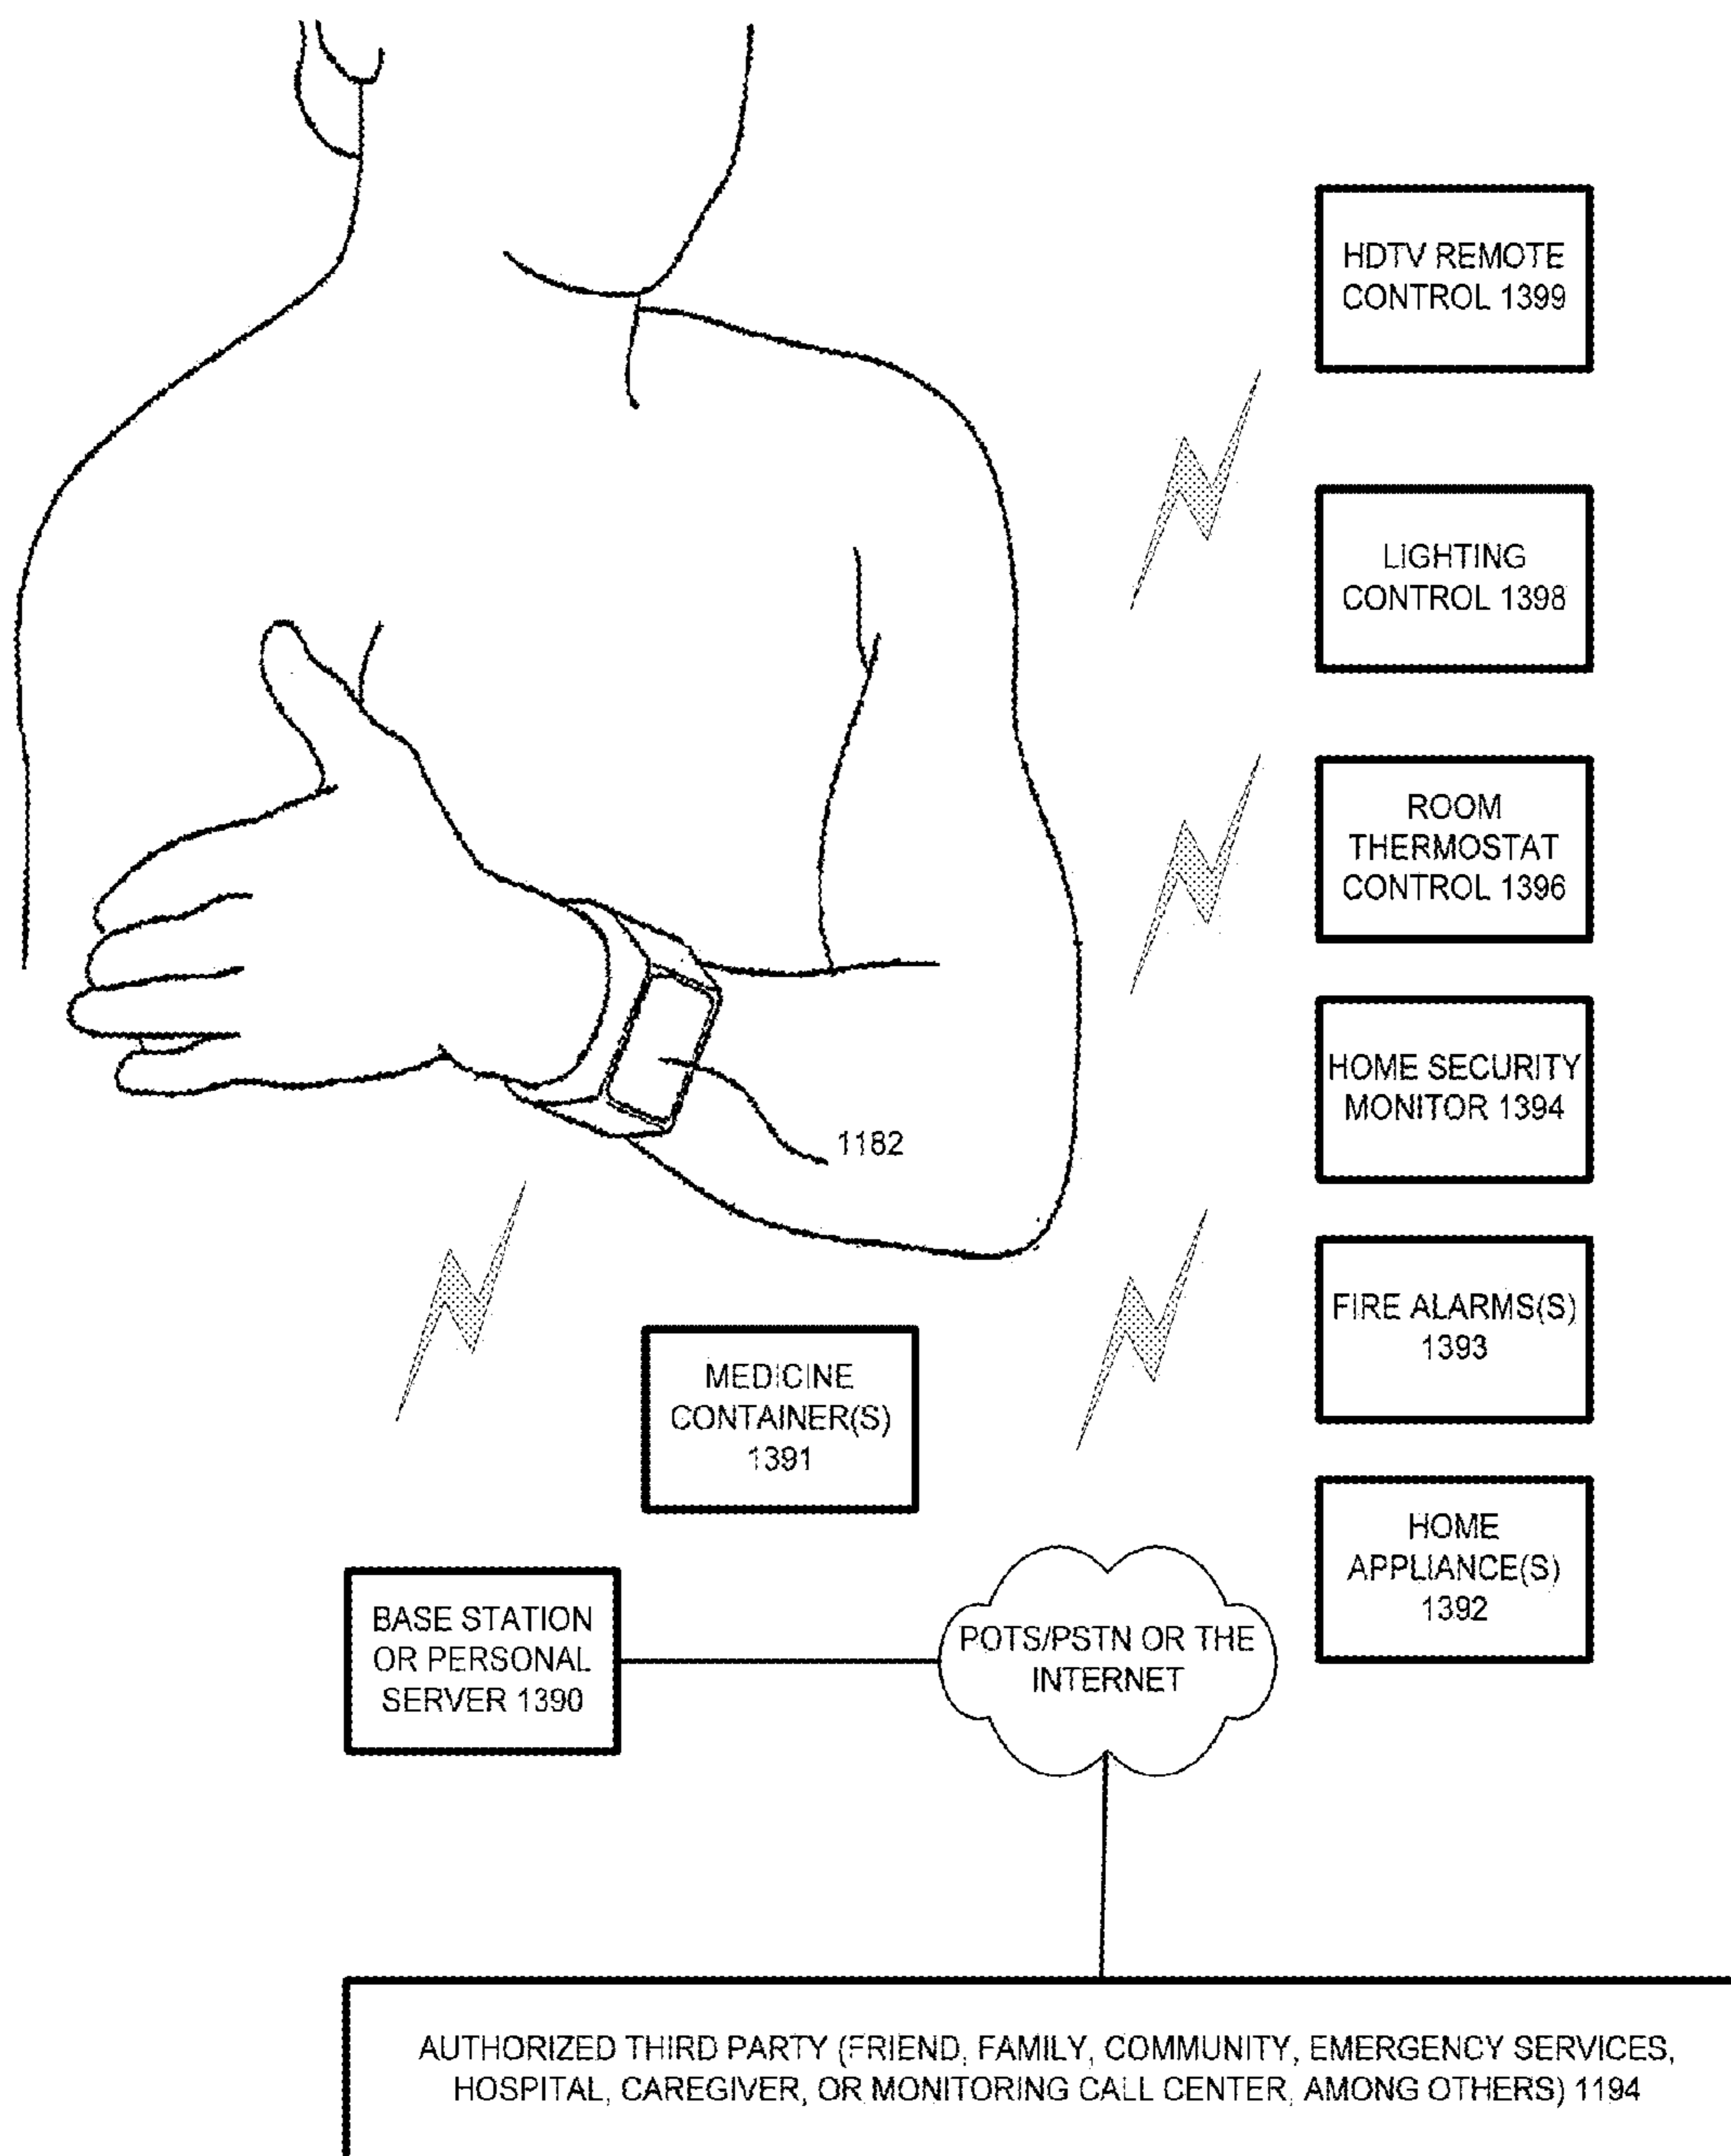 HDTV REMOTE
CONTROL 1399
LIGHTING
CONTROL 1398
ROOM
THERMOSTAT
CONTROL 1396
HOME SECURITY
MONITOR 1394
1182
FIRE ALARMS(S)
1393
MEDICINE
CONTAINER(S)
1391
HOME
APPLIANCE(S)
1392
BASE STATION
OR PERSONAL
SERVER 1390
POTS/PSTN OR THE
INTERNET
AUTHORIZED THIRD PARTY (FRIEND, FAMILY, COMMUNITY, EMERGENCY SERVICES,
HOSPITAL, CAREGIVER, OR MONITORING CALL CENTER, AMONG OTHERS) 1194